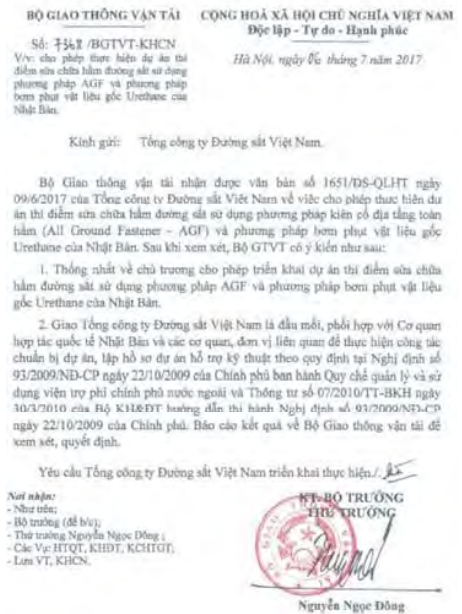 BỘ GIAO THÔNG VẬN TẢI
CỘNG HOÀ XÃ HỘI CHỦ NGHĨA VIỆT NAM
Độc lập - Tự do - Hạnh phúc
Số: 7568 /BGTVT-KHCN
V/v: cho phép thực hiện dự án thí
điểm sửa chữa hầm đường sắt sử dụng
phương pháp AGF và phương pháp
bơm phụt vật liệu gốc Urethane của
Nhật Bản.
Hà Nội, ngày 06 tháng 7 năm 2017
Kính gửi: Tổng công ty Đường sắt Việt Nam.
Bộ Giao thông vận tải nhận được văn bản số 1651/ĐS-QLHT ngày
09/6/2017 của Tổng công ty Đường sắt Việt Nam về việc cho phép thực hiện dự
án thí điểm sửa chữa hầm đường sắt sử dụng phương pháp kiên cố địa tầng toàn
hầm (All Ground Fastener - AGF) và phương pháp bơm phụt vật liệu gốc
Urethane của Nhật Bản. Sau khi xem xét, Bộ GTVT có ý kiến như sau:
1. Thống nhất về chủ trương cho phép triển khai dự án thí điểm sửa chữa
hầm đường sắt sử dụng phương pháp AGF và phương pháp bơm phụt vật liệu
gốc Urethane của Nhật Bản.
2. Giao Tổng công ty Đường sắt Việt Nam là đầu mối, phối hợp với Cơ quan
hợp tác quốc tế Nhật Bản và các cơ quan, đơn vị liên quan để thực hiện công tác
chuẩn bị dự án, lập hồ sơ dự án hỗ trợ kỹ thuật theo quy định tại Nghị định số
93/2009/NĐ-CP ngày 22/10/2009 của Chính phủ ban hành Quy chế quản lý và sử
dụng viện trợ phi chính phủ nước ngoài và Thông tư số 07/2010/TT-BKH ngày
30/3/2010 của Bộ KH&ĐT hướng dẫn thi hành Nghị định số 93/2009/NĐ-CP
ngày 22/10/2009 của Chính phủ. Báo cáo kết quả về Bộ Giao thông vận tải để
xem xét, quyết định.
Yêu cầu Tổng công ty Đường sắt Việt Nam triển khai thực hiện./.
Nơi nhận:
- Như trên;
- Bộ trưởng (để b/c);
- Thứ trưởng Nguyễn Ngọc Đông ;
- Các Vụ: HTQT, KHĐT, KCHTGT;
- Lưu VT, KHCN.
KT. BỘ TRƯỞNG
THỨ TRƯỞNG
Nguyễn Ngọc Đông